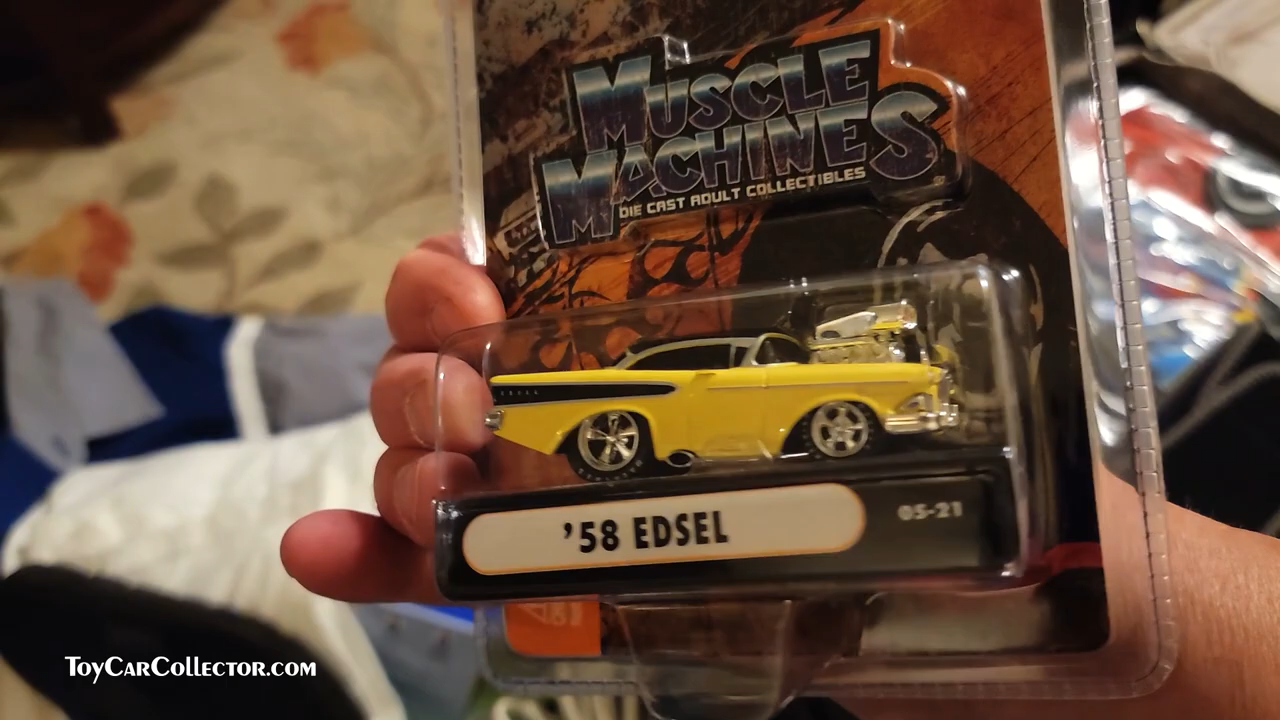 MUSCLE
MACHINES
DIE CAST ADULT COLLECTIBLES
'58 EDSEL
05-21
ToyCarCollector.com